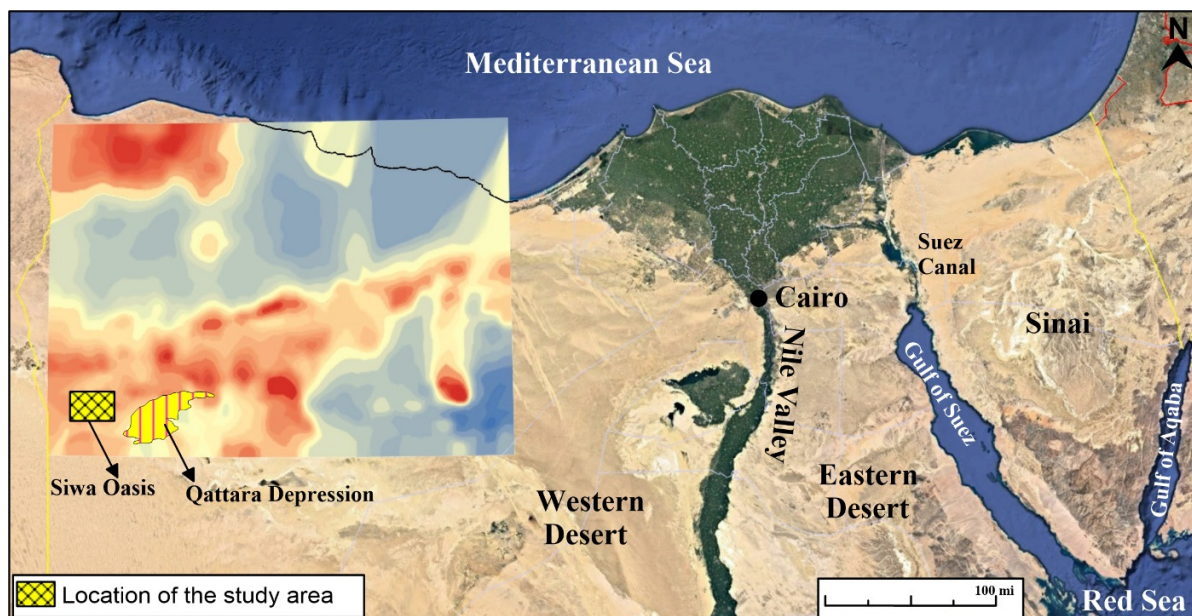 N
Mediterranean Sea
Suez
Canal
Cairo
Sinai
Nile Valley
Gulf of Suez
Gulf of Aqaba
Siwa Oasis
Qattara Depression
Western
Desert
Eastern
Desert
Location of the study area
100 mi
Red Sea